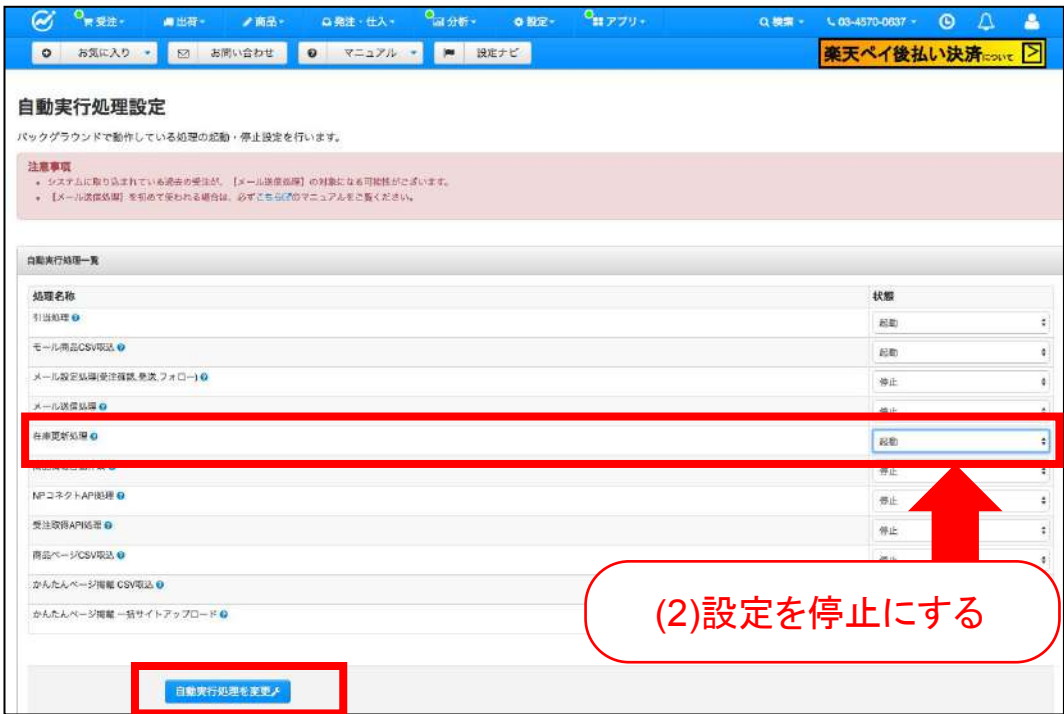 受注 出荷 商品 発注・仕入 分析 設定 アプリ 検索 03-4570-0637
お気に入り お問い合わせ マニュアル 設定ナビ 楽天ペイ後払い決済について
自動実行処理設定
バックグラウンドで動作している処理の起動・停止設定を行います。
注意事項
システムに取り込まれている過去の受注が、[メール送信処理] の対象になる可能性がございます。
[メール送信処理] を初めて使われる場合は、必ずこちらのマニュアルをご覧ください。
自動実行処理一覧
処理名称 状態
引当処理 起動
モール商品CSV取込 起動
メール設定処理(受注確認,発送,フォロー) 停止
メール送信処理 停止
在庫更新処理 起動
停止
NPコネクトAPI処理 停止
受注取得API処理 停止
商品ページCSV取込
かんたんページ掲載 CSV取込
かんたんページ掲載 一括サイトアップロード
(2)設定を停止にする
自動実行処理を変更